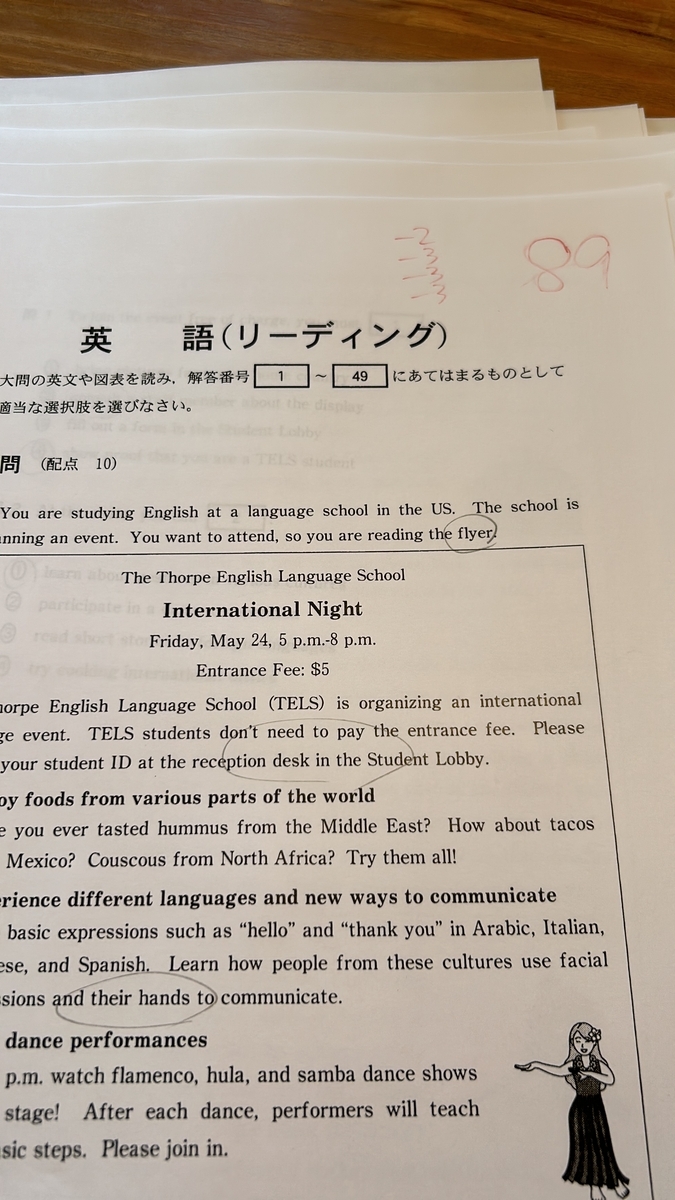 89
-2
-3
-3
-3
英　語(リーディング)
大問の英文や図表を読み，解答番号 1 ～ 49 にあてはまるものとして
適当な選択肢を選びなさい。
問 (配点 10)
You are studying English at a language school in the US. The school is
an event. You want to attend, so you are reading the flyer.
The Thorpe English Language School
International Night
Friday, May 24, 5 p.m.-8 p.m.
Entrance Fee: $5
English Language School (TELS) is organizing an international
event. TELS students don't need to pay the entrance fee. Please
your student ID at the reception desk in the Student Lobby.
foods from various parts of the world
you ever tasted hummus from the Middle East? How about tacos
Mexico? Couscous from North Africa? Try them all!
different languages and new ways to communicate
basic expressions such as “hello” and “thank you” in Arabic, Italian,
and Spanish. Learn how people from these cultures use facial
and their hands to communicate.
dance performances
p.m. watch flamenco, hula, and samba dance shows
stage! After each dance, performers will teach
steps. Please join in.